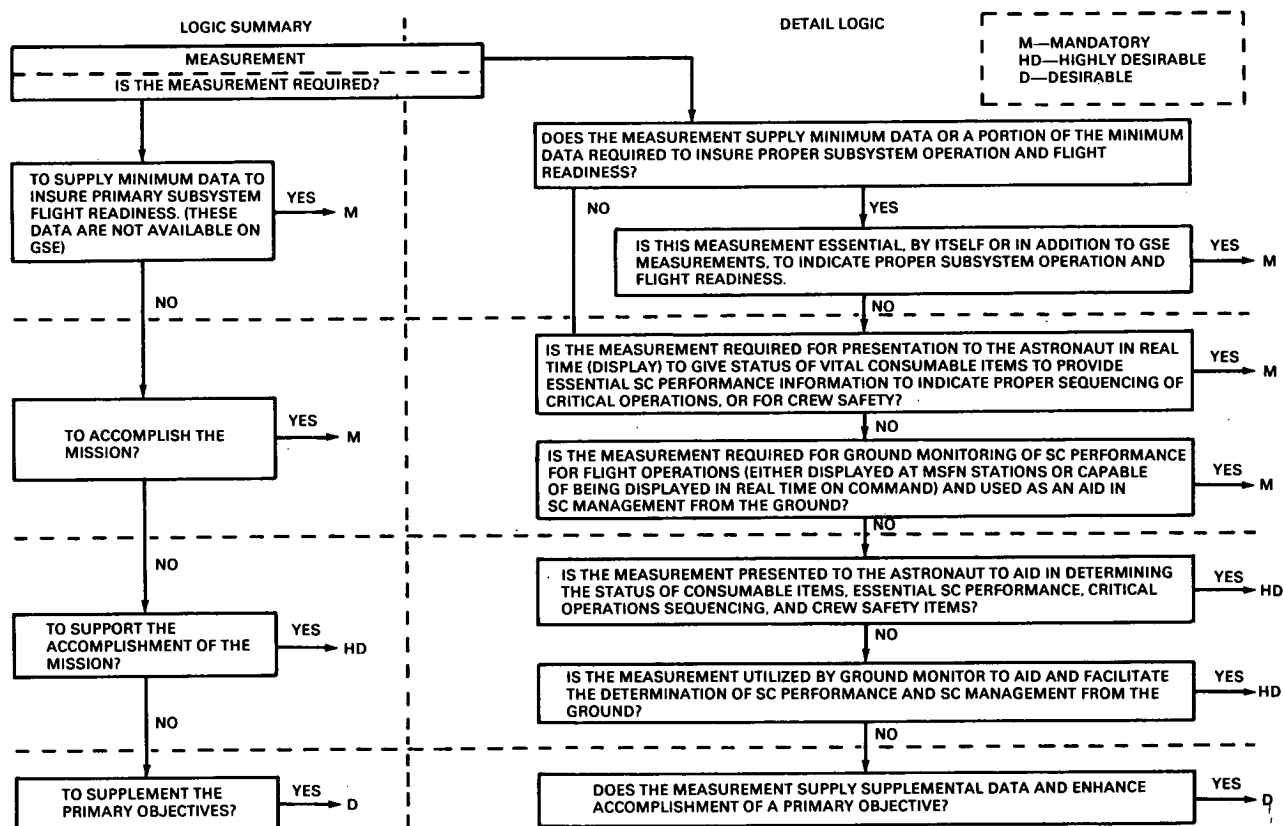 LOGIC SUMMARY
MEASUREMENT
IS THE MEASUREMENT REQUIRED?
TO SUPPLY MINIMUM DATA TO
INSURE PRIMARY SUBSYSTEM
FLIGHT READINESS. (THESE
DATA ARE NOT AVAILABLE ON
GSE)
YES
M
NO
TO ACCOMPLISH THE
MISSION?
YES
M
NO
TO SUPPORT THE
ACCOMPLISHMENT OF THE
MISSION?
YES
HD
NO
TO SUPPLEMENT THE
PRIMARY OBJECTIVES?
YES
D
DETAIL LOGIC
M—MANDATORY
HD—HIGHLY DESIRABLE
D—DESIRABLE
DOES THE MEASUREMENT SUPPLY MINIMUM DATA OR A PORTION OF THE MINIMUM
DATA REQUIRED TO INSURE PROPER SUBSYSTEM OPERATION AND FLIGHT
READINESS?
NO
YES
IS THIS MEASUREMENT ESSENTIAL, BY ITSELF OR IN ADDITION TO GSE
MEASUREMENTS, TO INDICATE PROPER SUBSYSTEM OPERATION AND
FLIGHT READINESS.
YES
M
NO
IS THE MEASUREMENT REQUIRED FOR PRESENTATION TO THE ASTRONAUT IN REAL
TIME (DISPLAY) TO GIVE STATUS OF VITAL CONSUMABLE ITEMS TO PROVIDE
ESSENTIAL SC PERFORMANCE INFORMATION TO INDICATE PROPER SEQUENCING OF
CRITICAL OPERATIONS, OR FOR CREW SAFETY?
YES
M
NO
IS THE MEASUREMENT REQUIRED FOR GROUND MONITORING OF SC PERFORMANCE
FOR FLIGHT OPERATIONS (EITHER DISPLAYED AT MSFN STATIONS OR CAPABLE
OF BEING DISPLAYED IN REAL TIME ON COMMAND) AND USED AS AN AID IN
SC MANAGEMENT FROM THE GROUND?
YES
M
NO
IS THE MEASUREMENT PRESENTED TO THE ASTRONAUT TO AID IN DETERMINING
THE STATUS OF CONSUMABLE ITEMS, ESSENTIAL SC PERFORMANCE, CRITICAL
OPERATIONS SEQUENCING, AND CREW SAFETY ITEMS?
YES
HD
NO
IS THE MEASUREMENT UTILIZED BY GROUND MONITOR TO AID AND FACILITATE
THE DETERMINATION OF SC PERFORMANCE AND SC MANAGEMENT FROM THE
GROUND?
YES
HD
NO
DOES THE MEASUREMENT SUPPLY SUPPLEMENTAL DATA AND ENHANCE
ACCOMPLISHMENT OF A PRIMARY OBJECTIVE?
YES
D